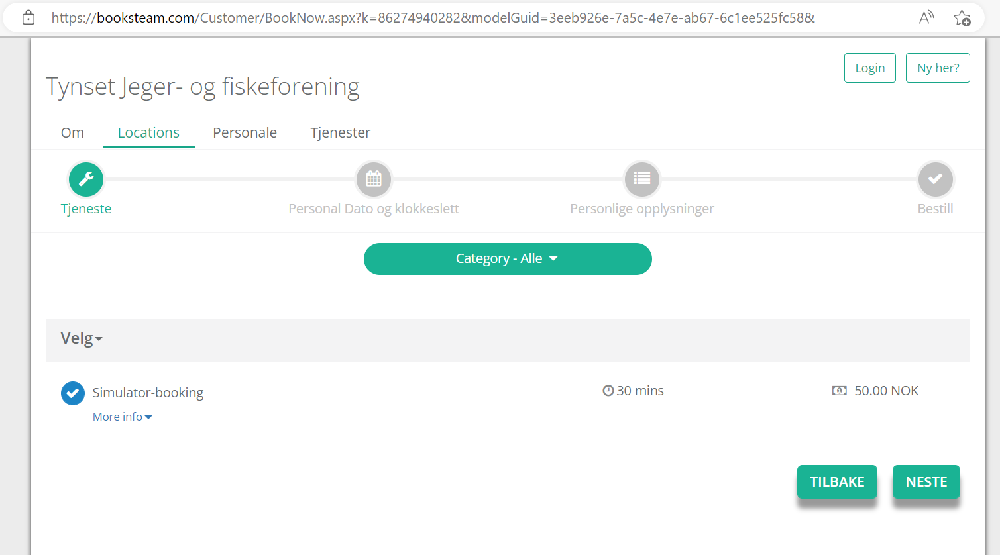 https://booksteam.com/Customer/BookNow.aspx?k=86274940282&modelGuid=3eeb926e-7a5c-4e7e-ab67-6c1ee525fc58&
Login
Ny her?
Tynset Jeger- og fiskeforening
Om Locations Personale Tjenester
Tjeneste
Personal Dato og klokkeslett
Personlige opplysninger
Bestill
Category - Alle
Velg
Simulator-booking
30 mins
50.00 NOK
More info
TILBAKE
NESTE